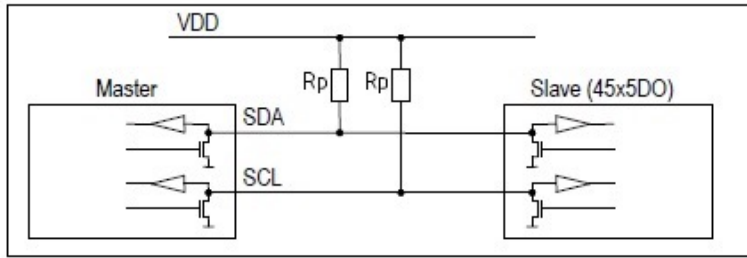 VDD
Rp Rp
Master
Slave (45x5DO)
SDA
SCL